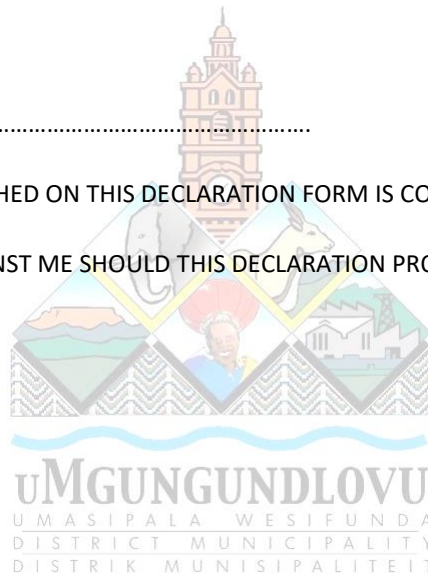 ……………………………………………….
HED ON THIS DECLARATION FORM IS CO
NST ME SHOULD THIS DECLARATION PRO
uMGUNGUNDLOVU
UMASIPALA WESIFUNDA
DISTRICT MUNICIPALITY
DISTRIK MUNISIPALITEIT